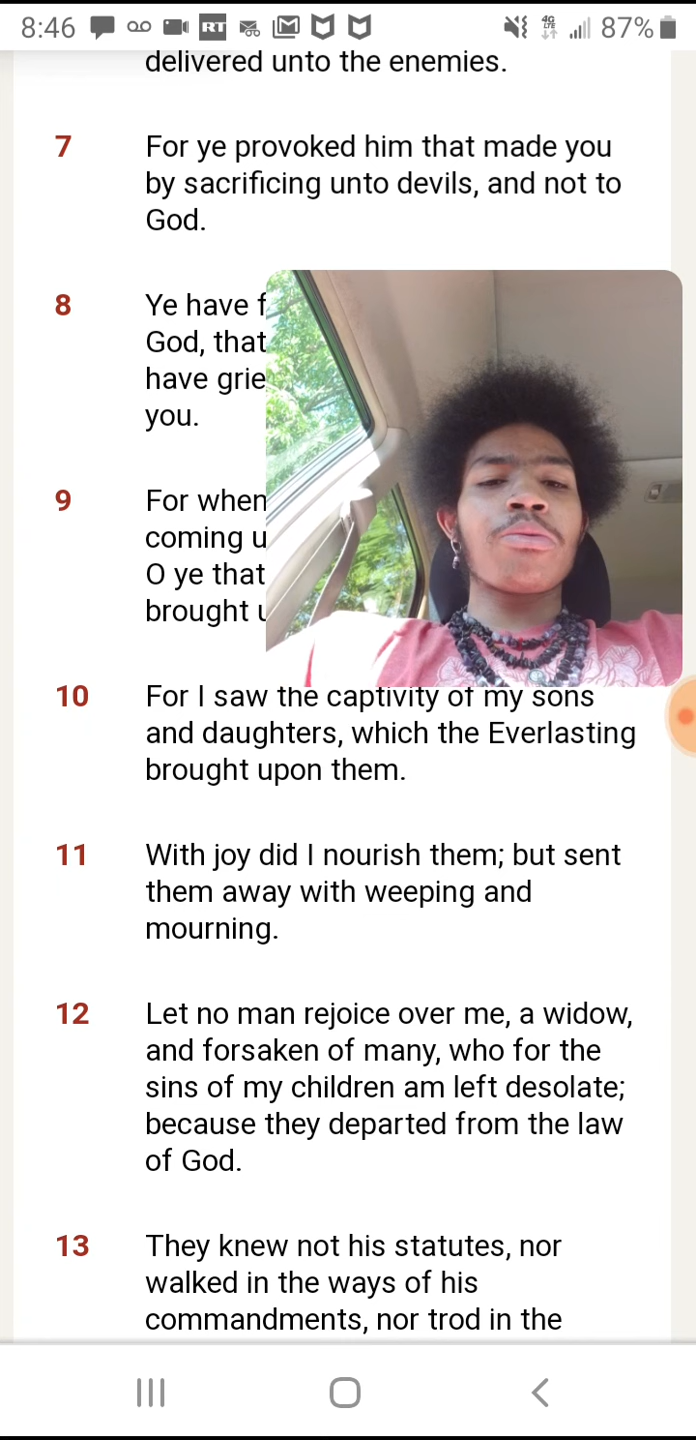 8:46 RT 4G LTE 87%
delivered unto the enemies.
7 For ye provoked him that made you
by sacrificing unto devils, and not to
God.
8 Ye have
God, that
have
you.
9 For when
coming
O ye that
brought
10 For I saw the captivity of my sons
and daughters, which the Everlasting
brought upon them.
11 With joy did I nourish them; but sent
them away with weeping and
mourning.
12 Let no man rejoice over me, a widow,
and forsaken of many, who for the
sins of my children am left desolate;
because they departed from the law
of God.
13 They knew not his statutes, nor
walked in the ways of his
commandments, nor trod in the